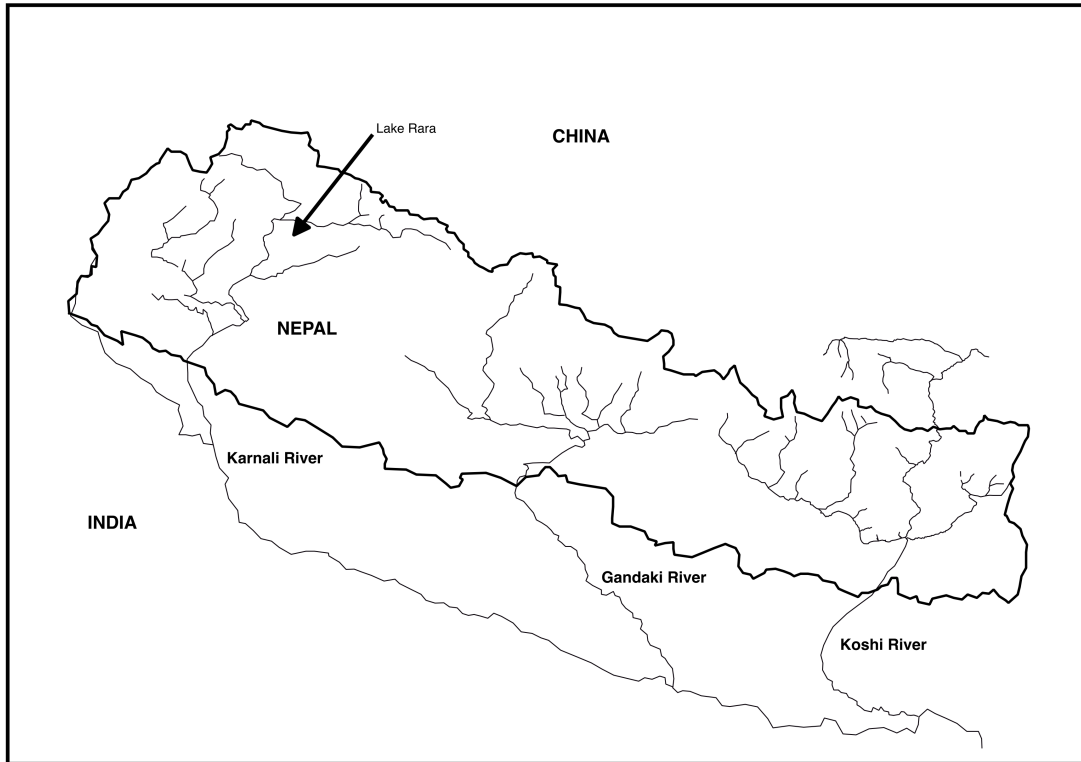 Lake Rara
CHINA
NEPAL
Karnali River
INDIA
Gandaki River
Koshi River